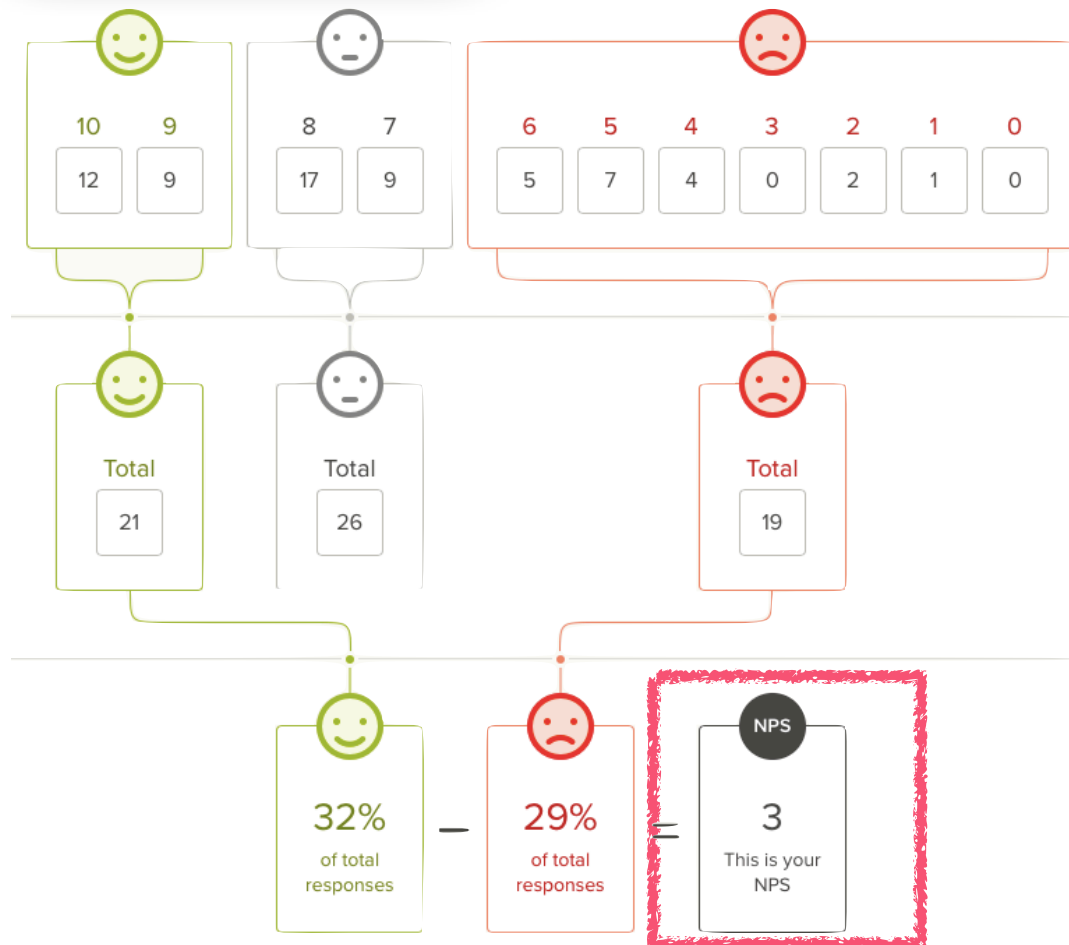 10 9 8 7 6 5 4 3 2 1 0
12 9 17 9 5 7 4 0 2 1 0
Total Total Total
21 26 19
NPS
32% – 29% = 3
of total of total This is your
responses responses NPS